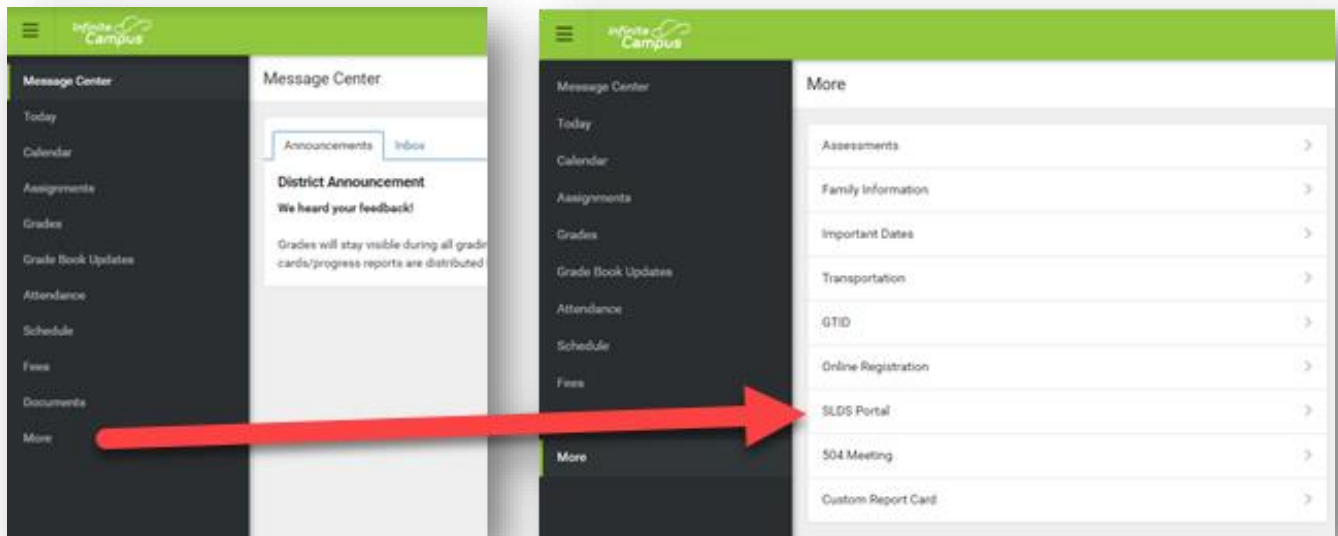 Infinite
Campus
Message Center
Today
Calendar
Assignments
Grades
Grade Book Updates
Attendance
Schedule
Fees
Documents
More
Message Center
Announcements Inbox
District Announcement
We heard your feedback!
Grades will stay visible during all gradin
cards/progress reports are distributed
Infinite
Campus
Message Center
Today
Calendar
Assignments
Grades
Grade Book Updates
Attendance
Schedule
Fees
More
More
Assessments
Family Information
Important Dates
Transportation
GTID
Online Registration
SLDS Portal
504 Meeting
Custom Report Card